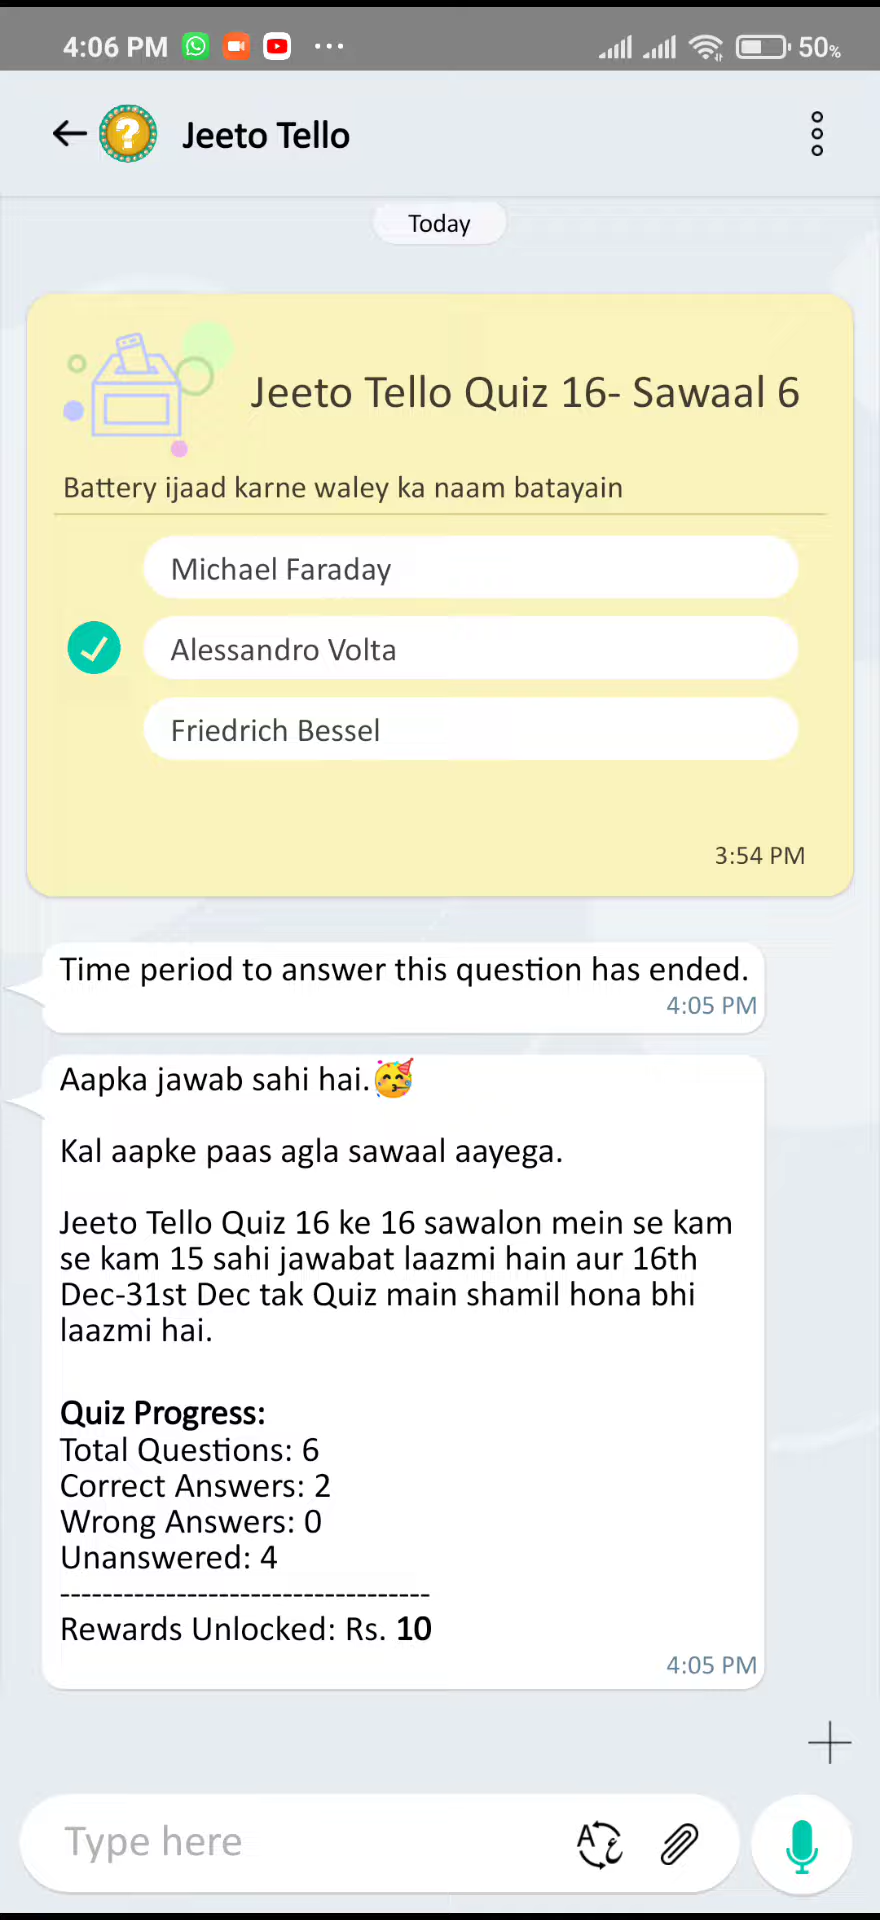 4:06 PM
50%
Jeeto Tello
Today
Jeeto Tello Quiz 16- Sawaal 6
Battery ijaad karne waley ka naam batayain
Michael Faraday
Alessandro Volta
Friedrich Bessel
3:54 PM
Time period to answer this question has ended.
4:05 PM
Aapka jawab sahi hai.🥳
Kal aapke paas agla sawaal aayega.
Jeeto Tello Quiz 16 ke 16 sawalon mein se kam
se kam 15 sahi jawabat laazmi hain aur 16th
Dec-31st Dec tak Quiz main shamil hona bhi
laazmi hai.
Quiz Progress:
Total Questions: 6
Correct Answers: 2
Wrong Answers: 0
Unanswered: 4
-----------------------------------
Rewards Unlocked: Rs. 10
4:05 PM
Type here
A ع